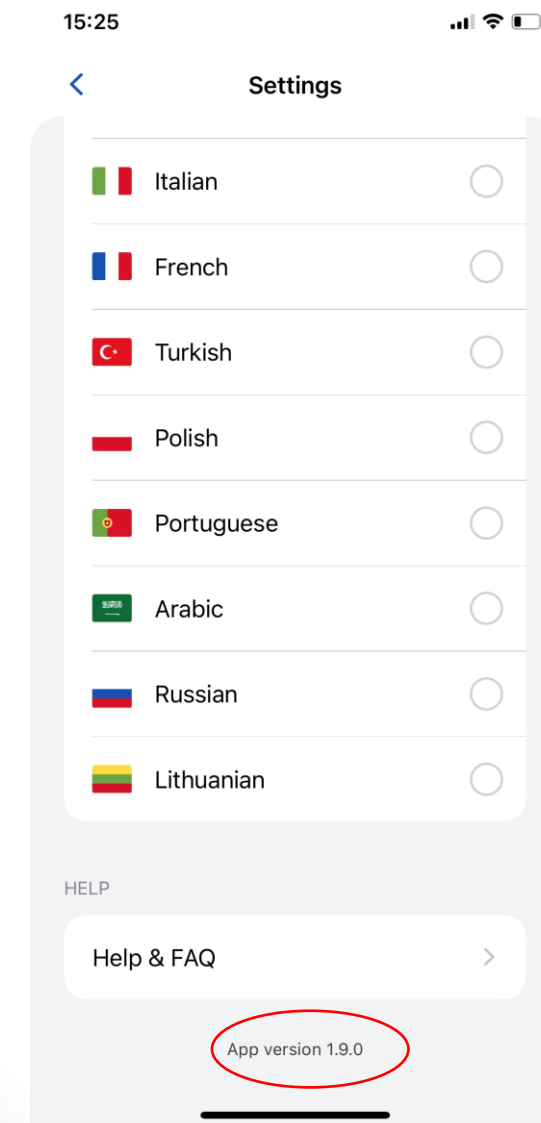 15:25
Settings
Italian
French
Turkish
Polish
Portuguese
Arabic
Russian
Lithuanian
HELP
Help & FAQ
App version 1.9.0